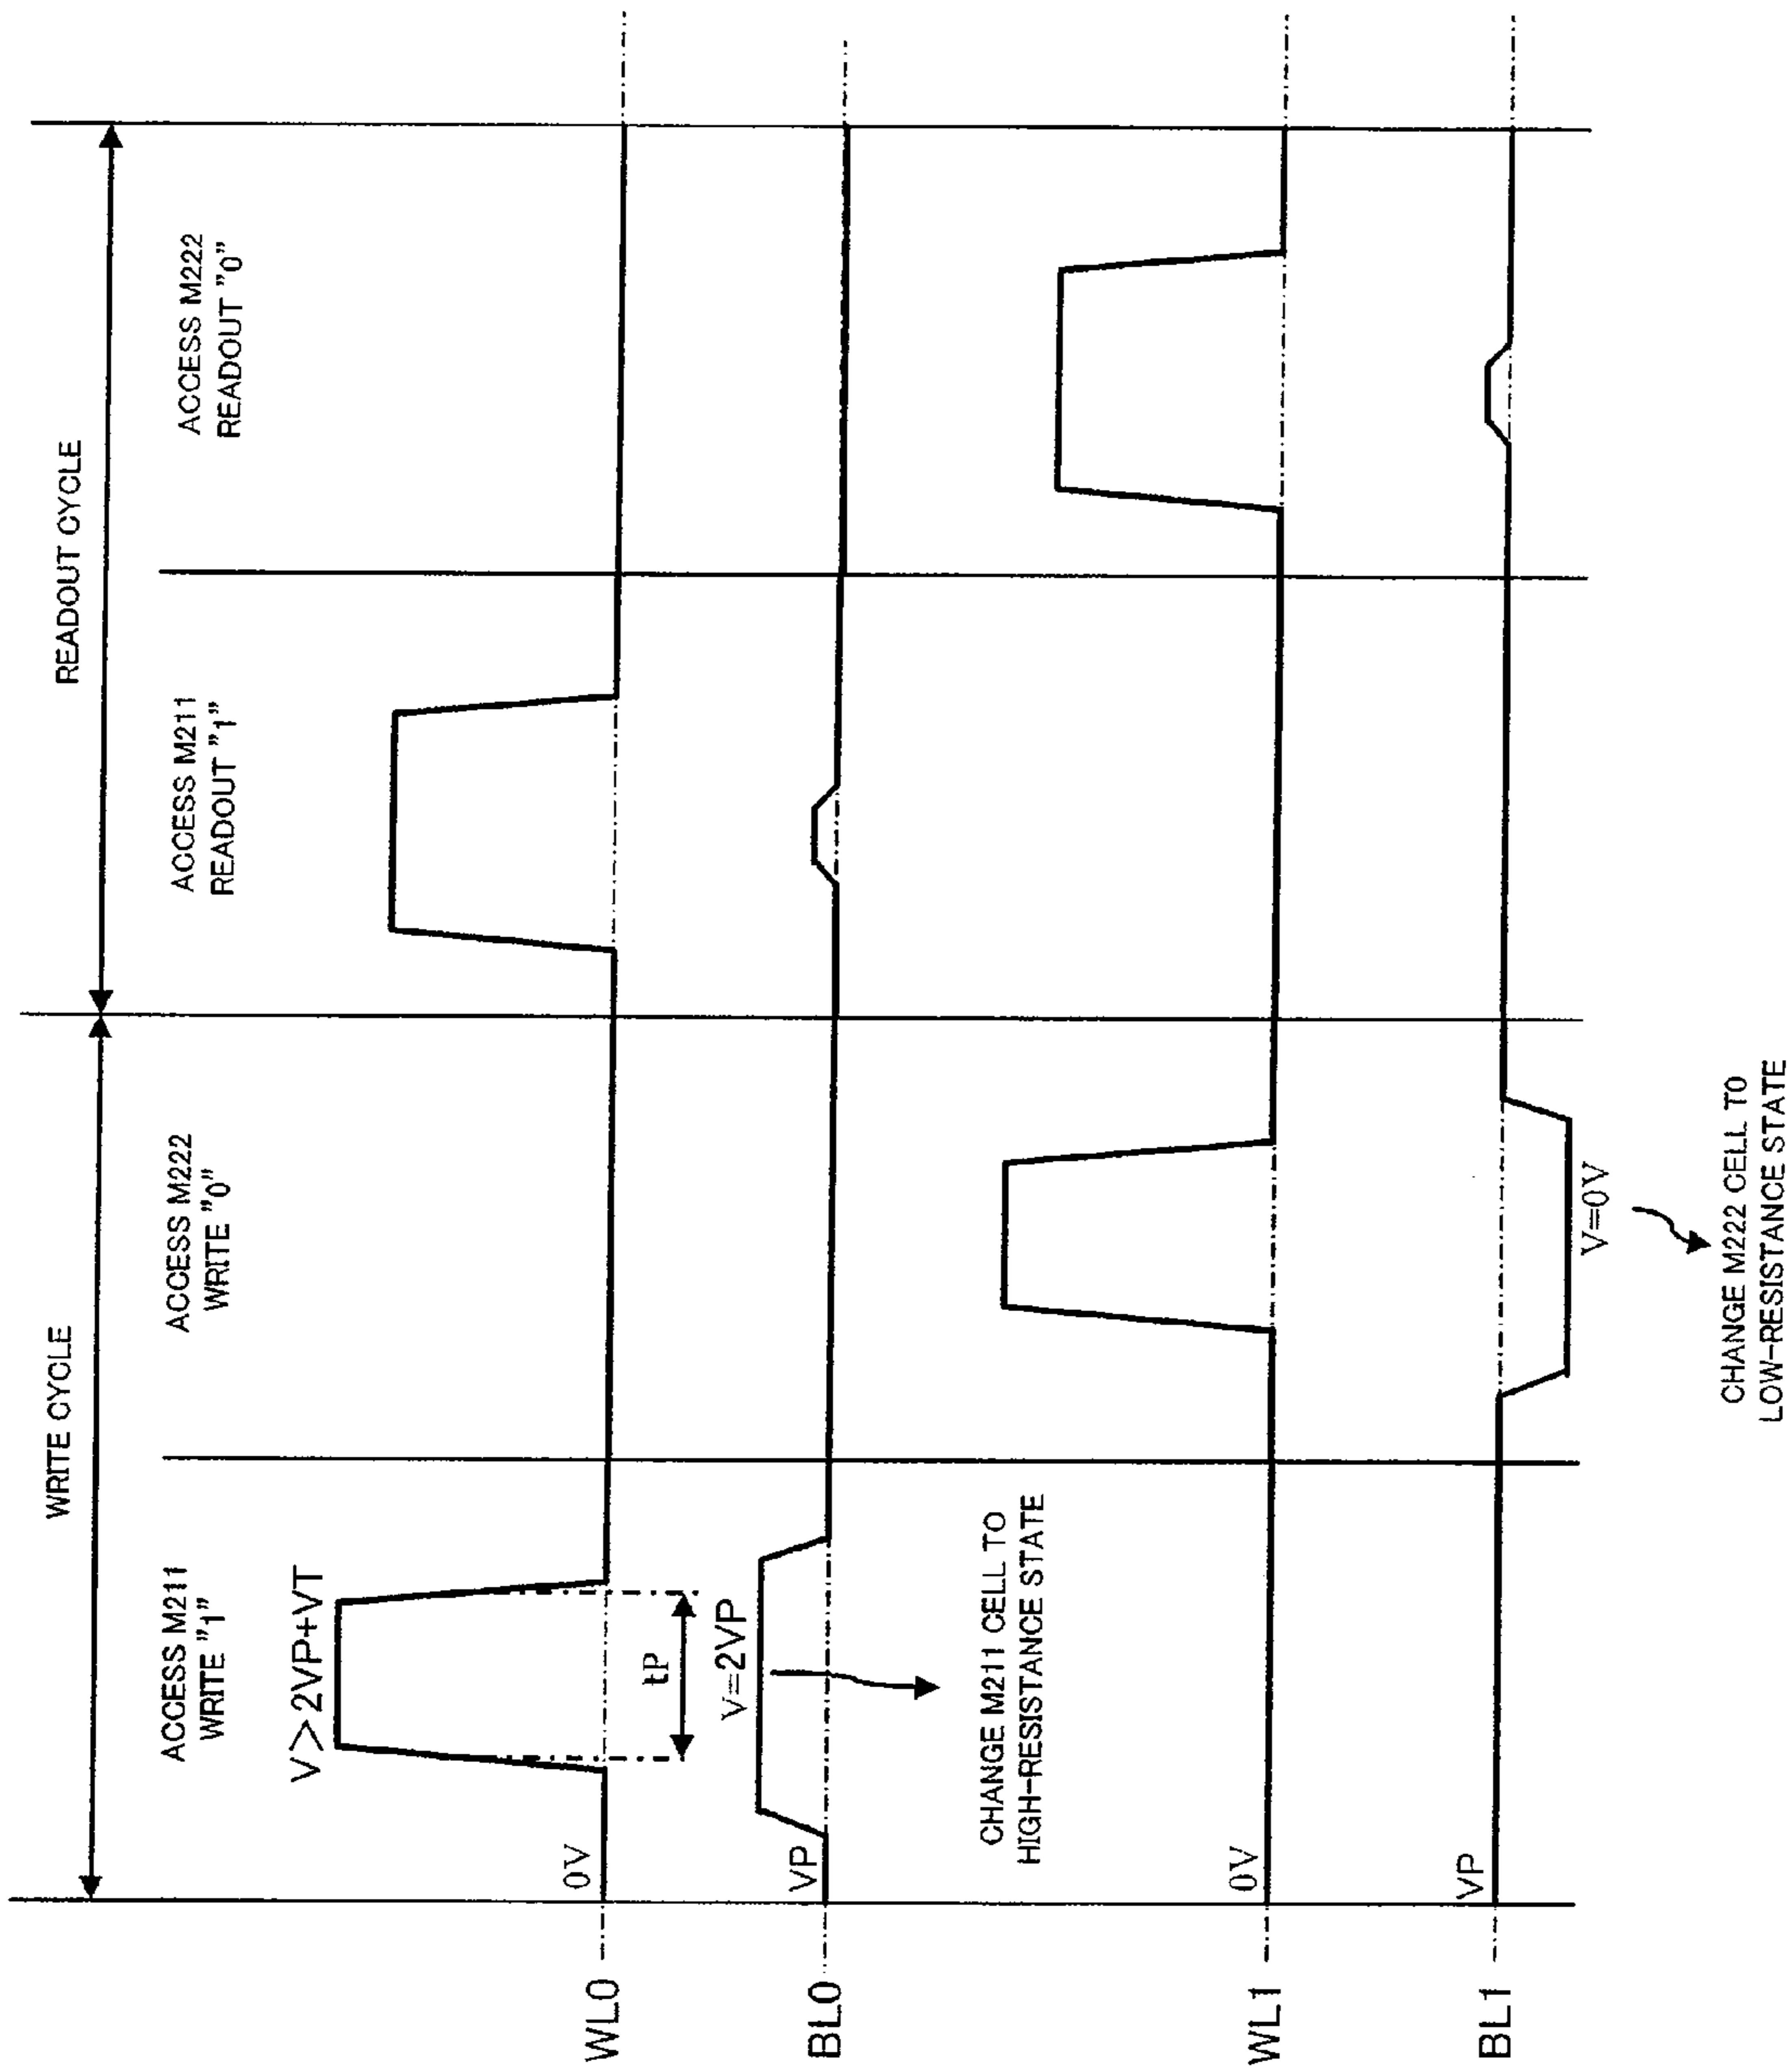 WRITE CYCLE
READOUT CYCLE
ACCESS M211
WRITE "1"
ACCESS M222
WRITE "0"
ACCESS M211
READOUT "1"
ACCESS M222
READOUT "0"
V>2VP+VT
0V
WL0
tP
V=2VP
VP
BL0
CHANGE M211 CELL TO
HIGH-RESISTANCE STATE
0V
WL1
VP
BL1
V=0V
CHANGE M222 CELL TO
LOW-RESISTANCE STATE